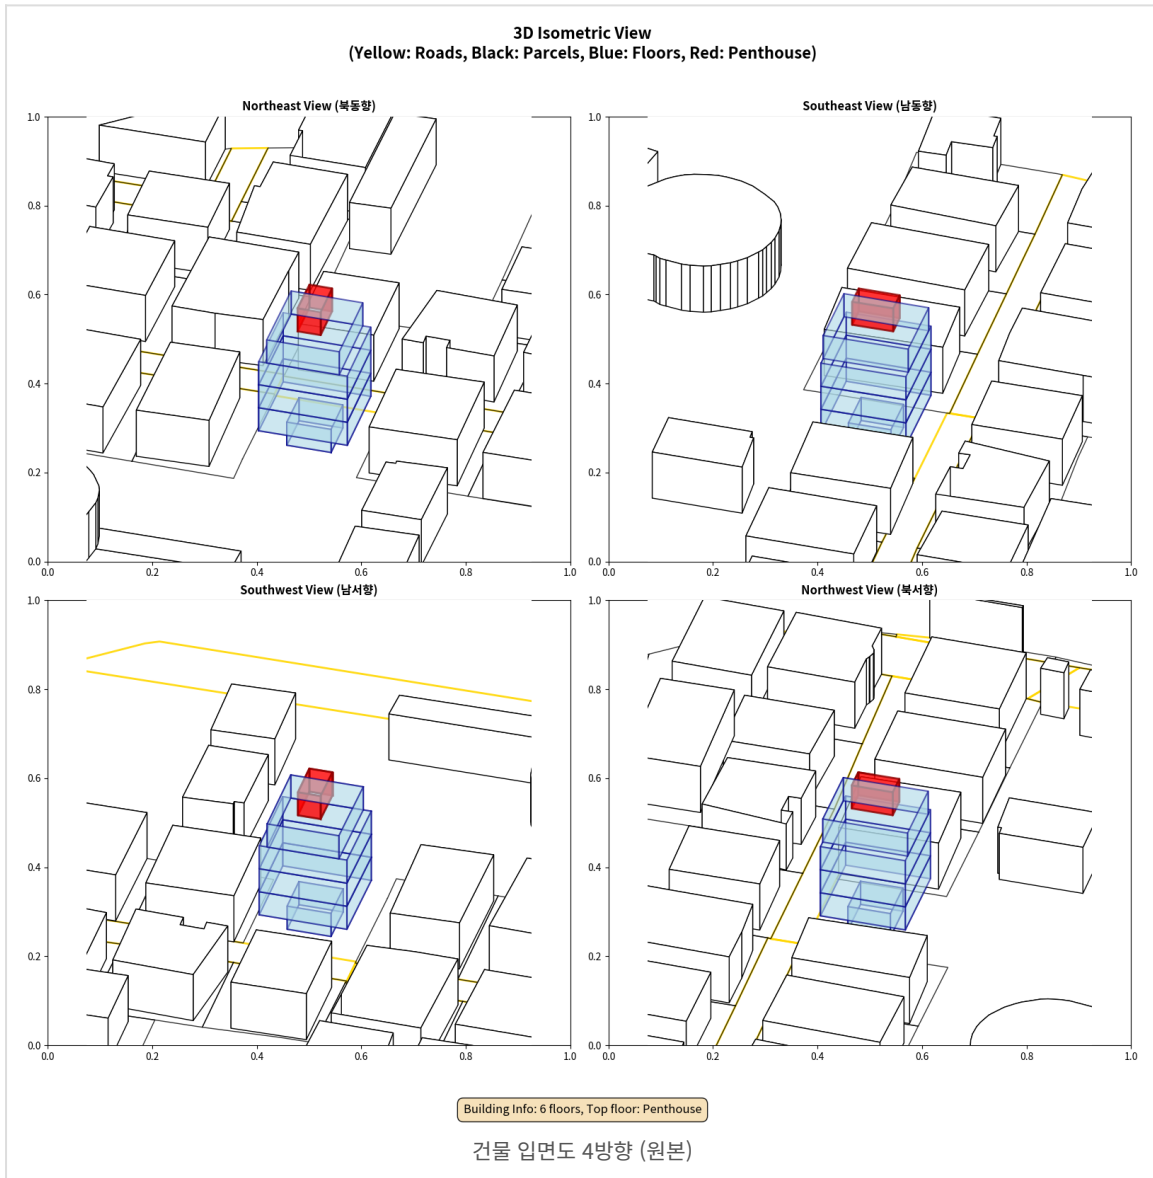 3D Isometric View
(Yellow: Roads, Black: Parcels, Blue: Floors, Red: Penthouse)
Northeast View (북동향)
1.0
0.8
0.6
0.4
0.2
0.0
0.0 0.2 0.4 0.6 0.8 1.0
Southeast View (남동향)
1.0
0.8
0.6
0.4
0.2
0.0
0.0 0.2 0.4 0.6 0.8 1.0
Southwest View (남서향)
1.0
0.8
0.6
0.4
0.2
0.0
0.0 0.2 0.4 0.6 0.8 1.0
Northwest View (북서향)
1.0
0.8
0.6
0.4
0.2
0.0
0.0 0.2 0.4 0.6 0.8 1.0
Building Info: 6 floors, Top floor: Penthouse
건물 입면도 4방향 (원본)